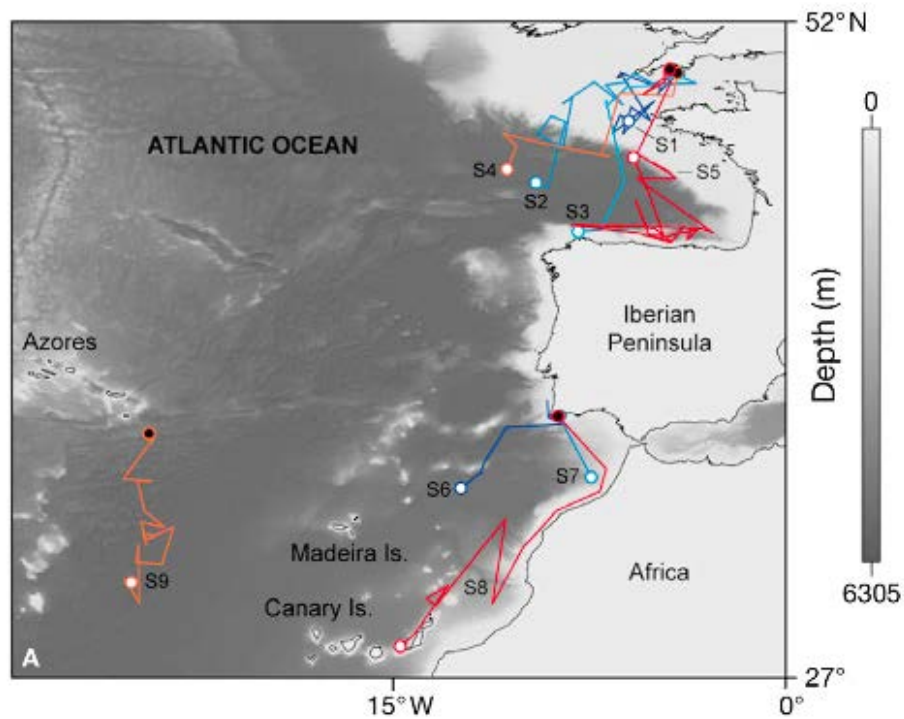 52°N
0
ATLANTIC OCEAN
S1
S4
S5
S2
S3
Depth (m)
Iberian
Peninsula
Azores
S6
S7
Madeira Is.
S9
S8
Africa
6305
Canary Is.
A
27°
15°W
0°